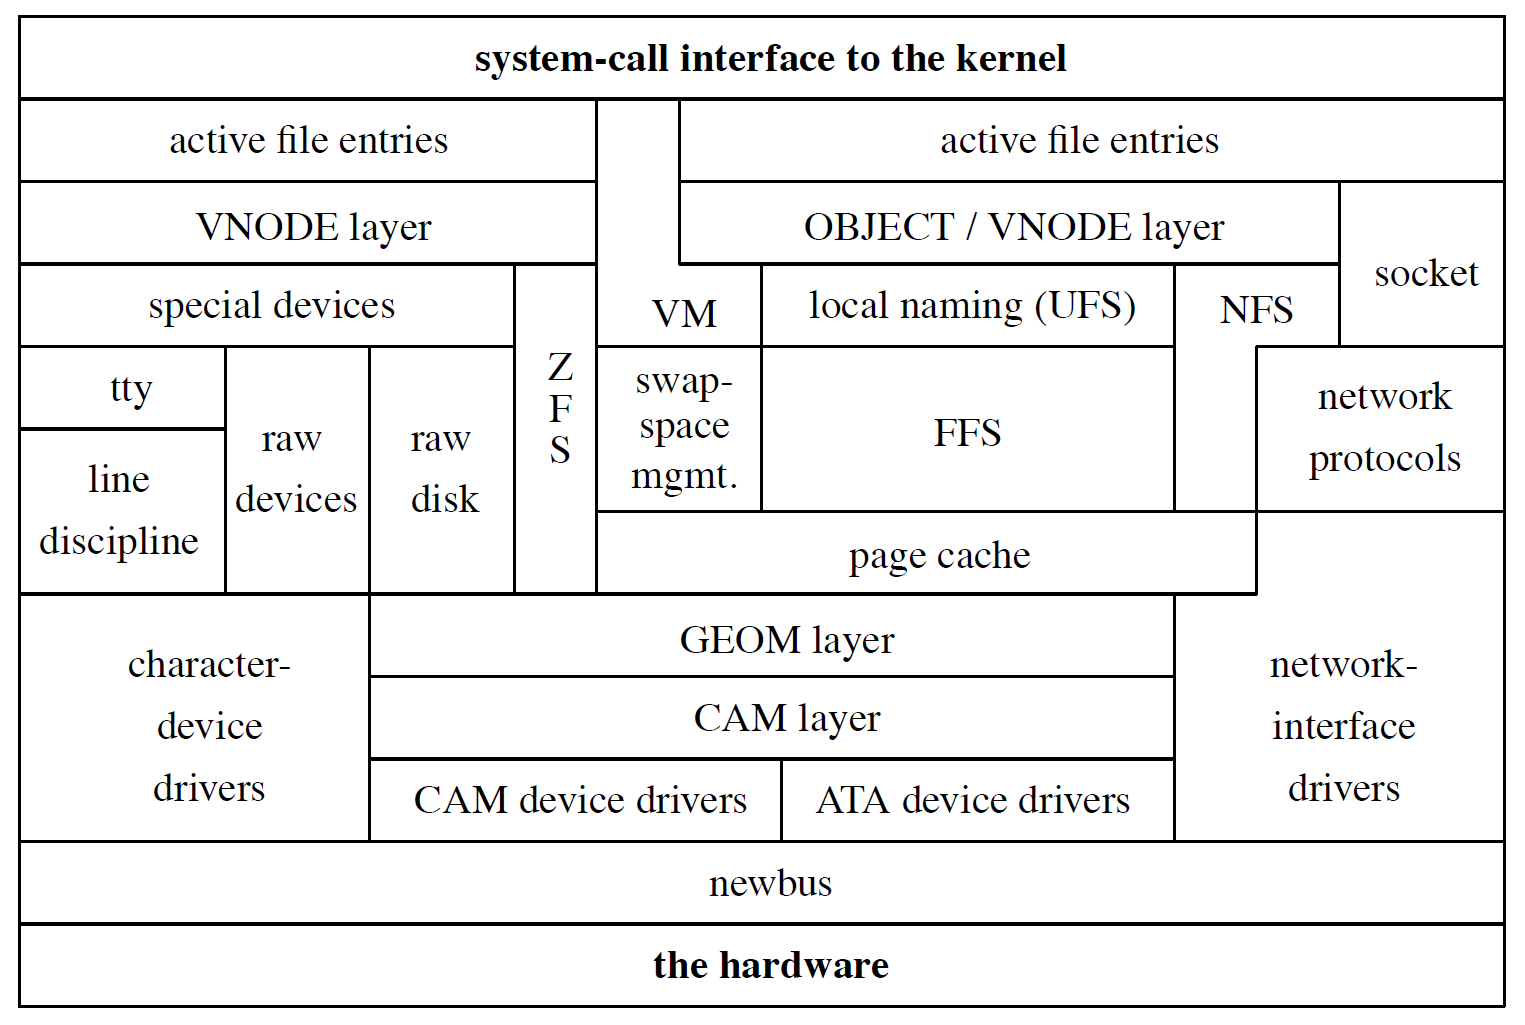 system-call interface to the kernel
active file entries
active file entries
VNODE layer
OBJECT / VNODE layer
socket
special devices
VM
local naming (UFS)
NFS
tty
line
discipline
raw
devices
raw
disk
Z
F
S
swap-
space
mgmt.
FFS
network
protocols
page cache
character-
device
drivers
GEOM layer
CAM layer
CAM device drivers
ATA device drivers
network-
interface
drivers
newbus
the hardware